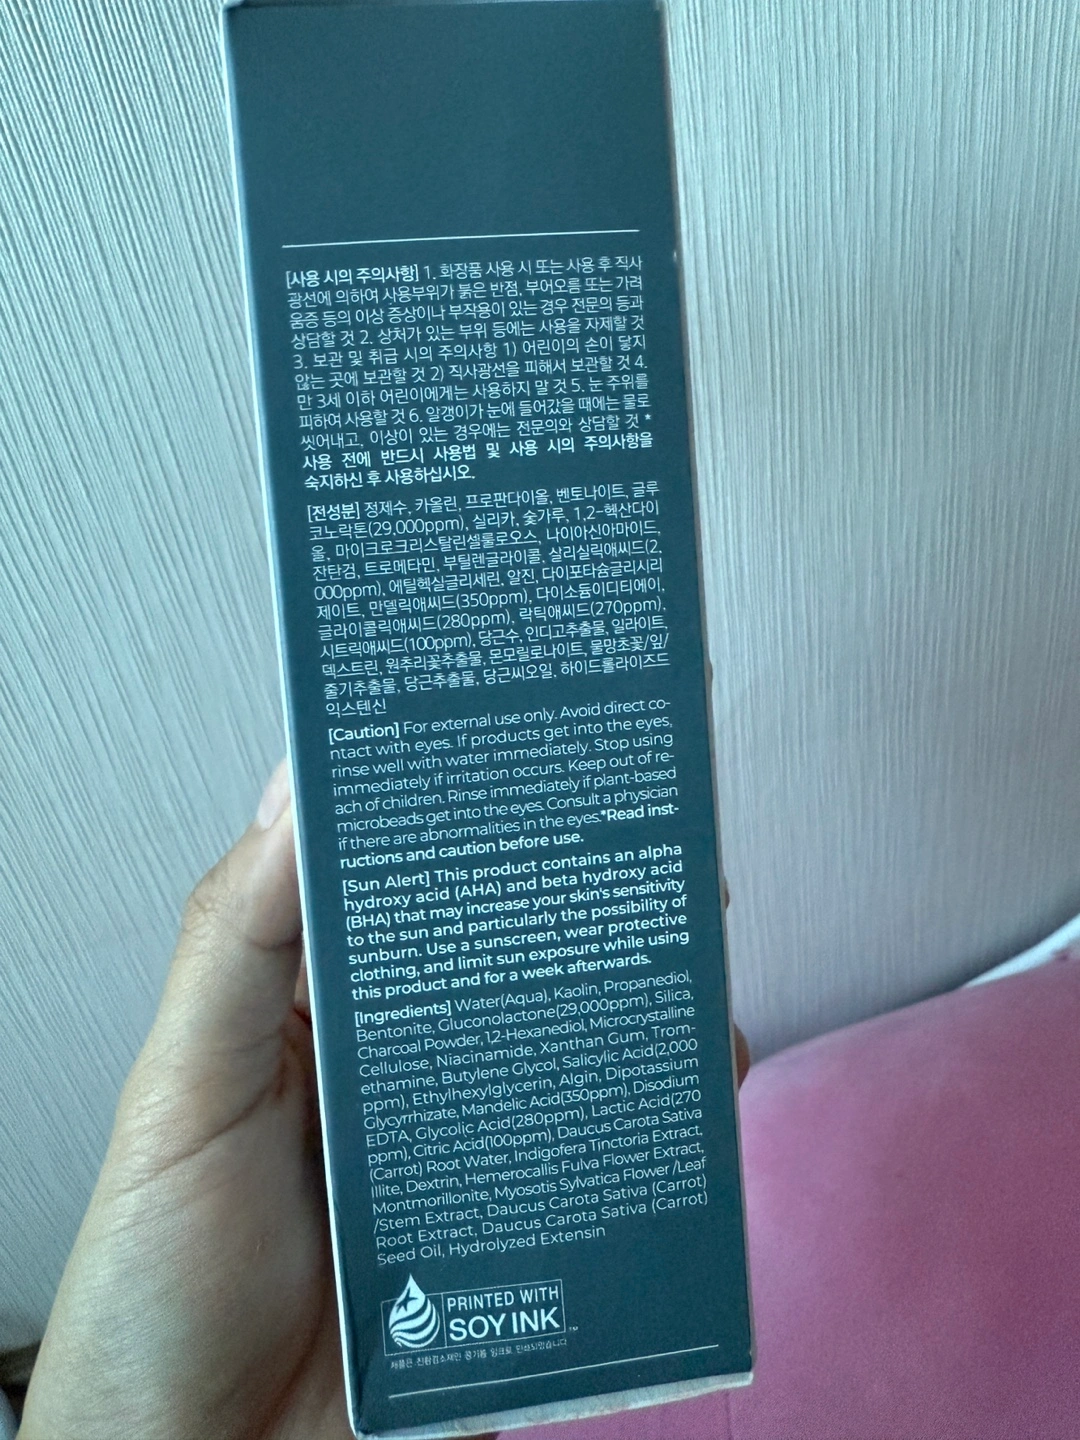 [사용 시의 주의사항] 1. 화장품 사용 시 또는 사용 후 직사
광선에 의하여 사용부위가 붉은 반점, 부어오름 또는 가려
움증 등의 이상 증상이나 부작용이 있는 경우 전문의 등과
상담할 것 2. 상처가 있는 부위 등에는 사용을 자제할 것
3. 보관 및 취급 시의 주의사항 1) 어린이의 손이 닿지
않는 곳에 보관할 것 2) 직사광선을 피해서 보관할 것 4.
만 3세 이하 어린이에게는 사용하지 말 것 5. 눈 주위를
피하여 사용할 것 6. 알갱이가 눈에 들어갔을 때에는 물로
씻어내고, 이상이 있는 경우에는 전문의와 상담할 것 *
사용 전에 반드시 사용법 및 사용 시의 주의사항을
숙지하신 후 사용하십시오.
[전성분] 정제수, 카올린, 프로판다이올, 벤토나이트, 글루
코노락톤(29,000ppm), 실리카, 숯가루, 1,2-헥산다이
올, 마이크로크리스탈린셀룰로오스, 나이아신아마이드,
잔탄검, 트로메타민, 부틸렌글라이콜, 살리실릭애씨드(2,
000ppm), 에틸헥실글리세린, 알진, 다이포타슘글리시리
제이트, 만델릭애씨드(350ppm), 다이소듐이디티에이,
글라이콜릭애씨드(280ppm), 락틱애씨드(270ppm),
시트릭애씨드(100ppm), 당근수, 인디고추출물, 일라이트,
덱스트린, 원추리꽃추출물, 몬모릴로나이트, 물망초꽃/잎/
줄기추출물, 당근추출물, 당근씨오일, 하이드롤라이즈드
익스텐신
[Caution] For external use only. Avoid direct co-
ntact with eyes. If products get into the eyes,
rinse well with water immediately. Stop using
immediately if irritation occurs. Keep out of re-
ach of children. Rinse immediately if plant-based
microbeads get into the eyes. Consult a physician
if there are abnormalities in the eyes.*Read inst-
ructions and caution before use.
[Sun Alert] This product contains an alpha
hydroxy acid (AHA) and beta hydroxy acid
(BHA) that may increase your skin's sensitivity
to the sun and particularly the possibility of
sunburn. Use a sunscreen, wear protective
clothing, and limit sun exposure while using
this product and for a week afterwards.
[Ingredients] Water(Aqua), Kaolin, Propanediol,
Bentonite, Gluconolactone(29,000ppm), Silica,
Charcoal Powder, 1,2-Hexanediol, Microcrystalline
Cellulose, Niacinamide, Xanthan Gum, Trom-
ethamine, Butylene Glycol, Salicylic Acid(2,000
ppm), Ethylhexylglycerin, Algin, Dipotassium
Glycyrrhizate, Mandelic Acid(350ppm), Disodium
EDTA, Glycolic Acid(280ppm), Lactic Acid(270
ppm), Citric Acid(100ppm), Daucus Carota Sativa
(Carrot) Root Water, Indigofera Tinctoria Extract,
Illite, Dextrin, Hemerocallis Fulva Flower Extract,
Montmorillonite, Myosotis Sylvatica Flower /Leaf
/Stem Extract, Daucus Carota Sativa (Carrot)
Root Extract, Daucus Carota Sativa (Carrot)
Seed Oil, Hydrolyzed Extensin
PRINTED WITH
SOY INK™
제품은 친환경소재인 콩기름 잉크로 인쇄되었습니다